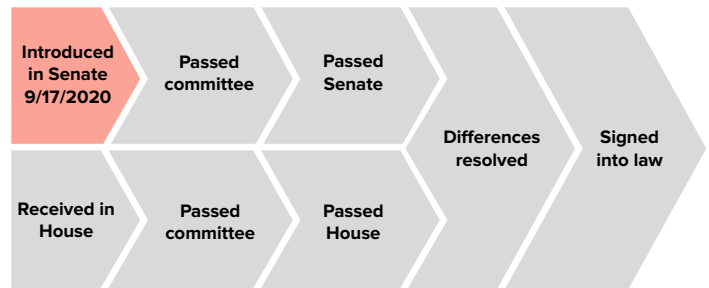 Introduced
in Senate
9/17/2020
Passed
committee
Passed
Senate
Differences
resolved
Signed
into law
Received in
House
Passed
committee
Passed
House